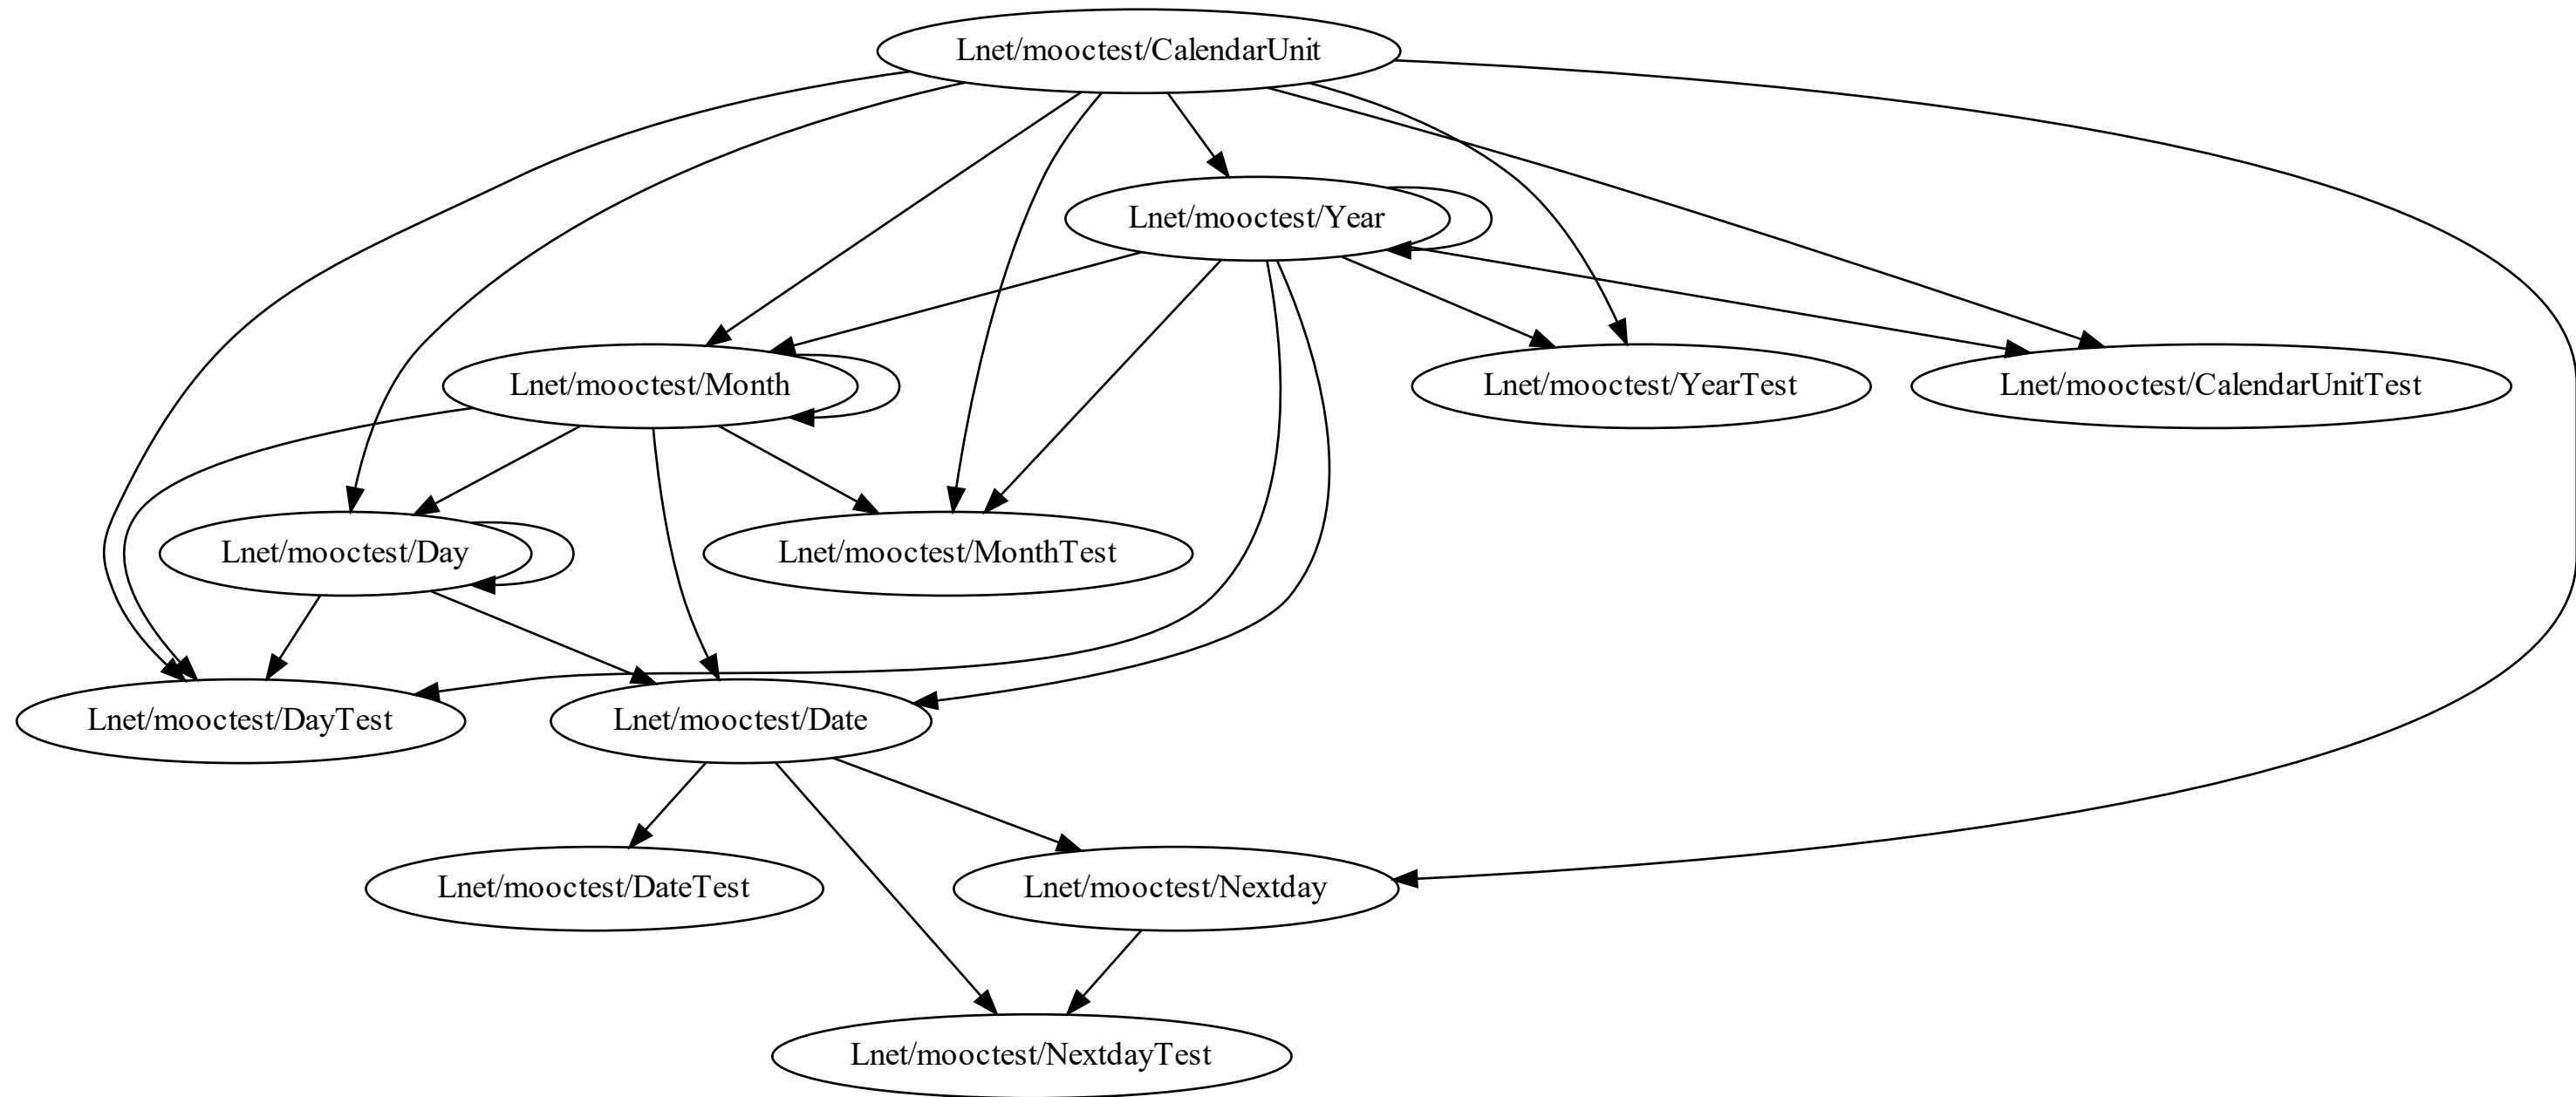 Lnet/mooctest/CalendarUnit
Lnet/mooctest/Year
Lnet/mooctest/Month
Lnet/mooctest/YearTest
Lnet/mooctest/CalendarUnitTest
Lnet/mooctest/Day
Lnet/mooctest/MonthTest
Lnet/mooctest/DayTest
Lnet/mooctest/Date
Lnet/mooctest/DateTest
Lnet/mooctest/Nextday
Lnet/mooctest/NextdayTest